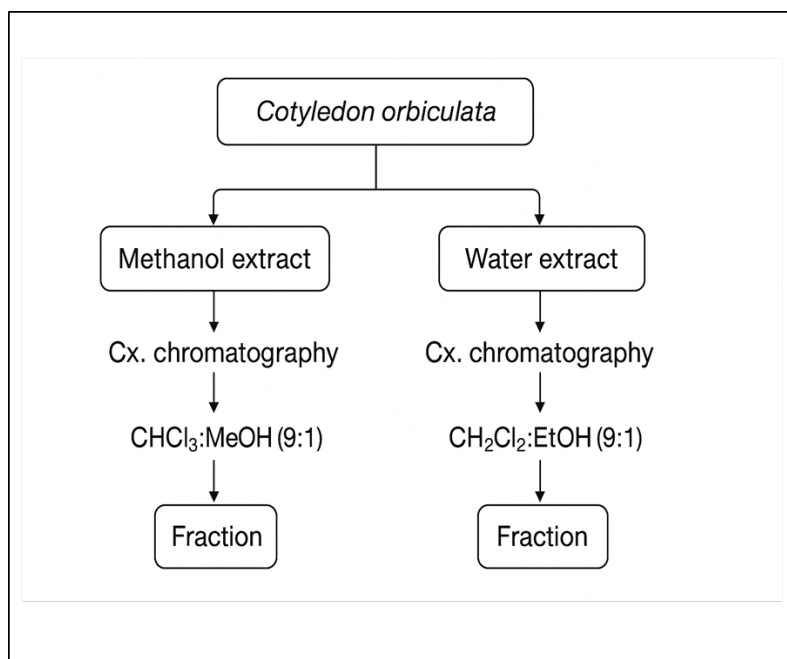 Cotyledon orbiculata
Methanol extract
Water extract
Cx. chromatography
Cx. chromatography
CHCl₃:MeOH (9:1)
CH₂Cl₂:EtOH (9:1)
Fraction
Fraction